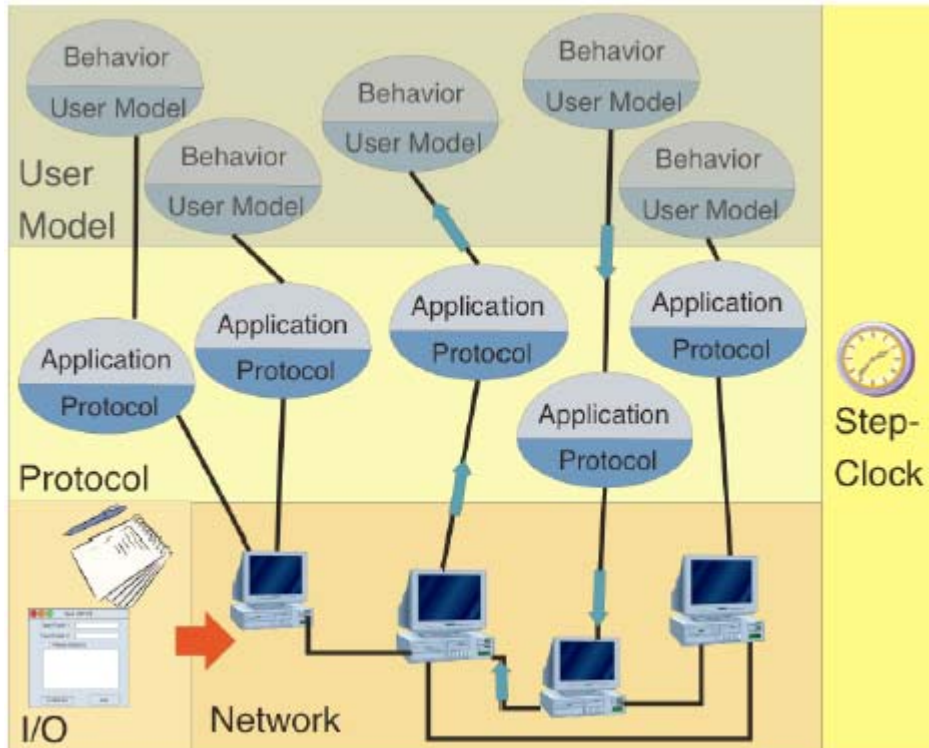 Behavior
User Model
Behavior
User Model
Behavior
User Model
Behavior
User Model
Behavior
User Model
User
Model
Application
Protocol
Application
Protocol
Application
Protocol
Application
Protocol
Application
Protocol
Protocol
Step-
Clock
I/O
Network